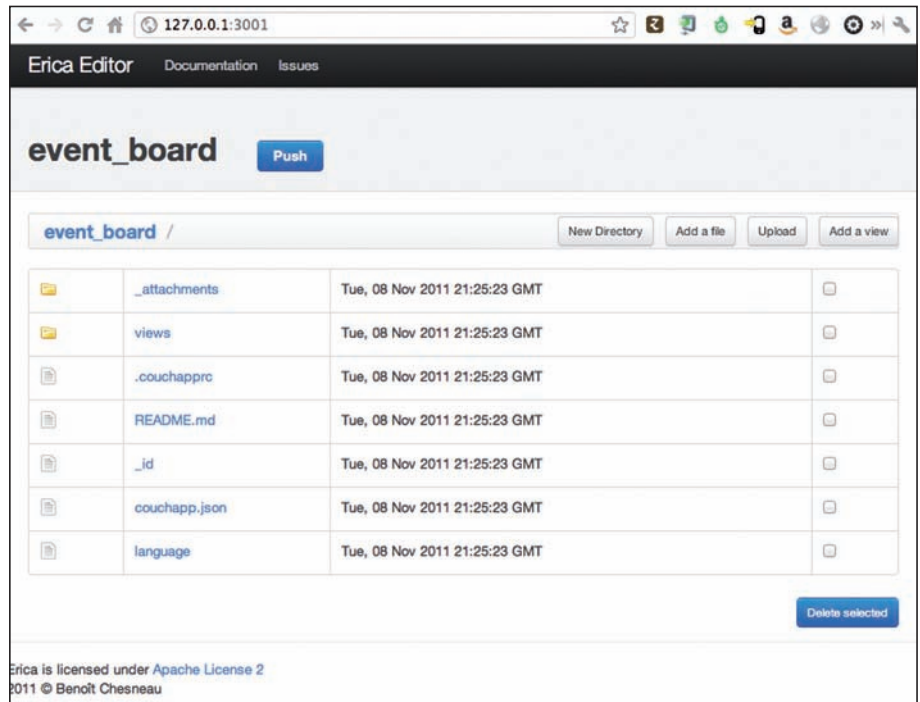 127.0.0.1:3001
Erica Editor Documentation Issues
event_board Push
event_board / New Directory Add a file Upload Add a view
_attachments Tue, 08 Nov 2011 21:25:23 GMT
views Tue, 08 Nov 2011 21:25:23 GMT
.couchapprc Tue, 08 Nov 2011 21:25:23 GMT
README.md Tue, 08 Nov 2011 21:25:23 GMT
_id Tue, 08 Nov 2011 21:25:23 GMT
couchapp.json Tue, 08 Nov 2011 21:25:23 GMT
language Tue, 08 Nov 2011 21:25:23 GMT
Delete selected
Erica is licensed under Apache License 2
2011 © Benoît Chesneau